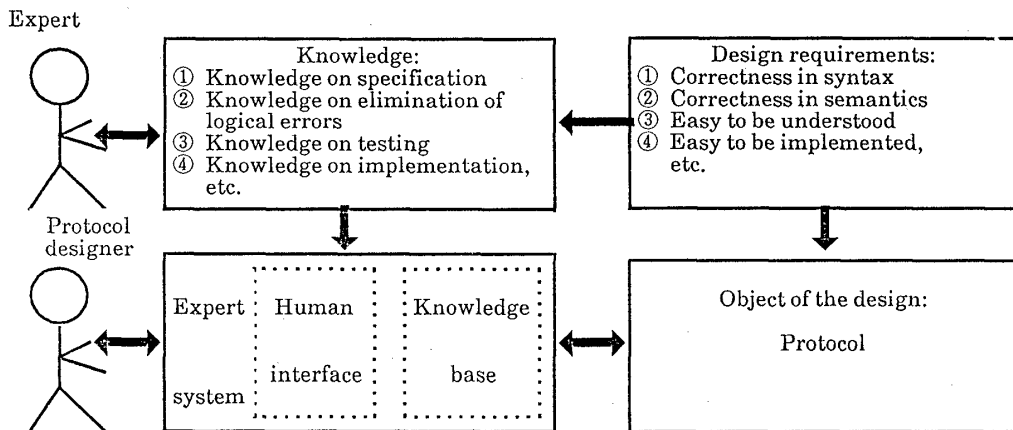 Expert
Knowledge:
① Knowledge on specification
② Knowledge on elimination of
logical errors
③ Knowledge on testing
④ Knowledge on implementation,
etc.
Design requirements:
① Correctness in syntax
② Correctness in semantics
③ Easy to be understood
④ Easy to be implemented,
etc.
Protocol
designer
Expert
system
Human
interface
Knowledge
base
Object of the design:
Protocol